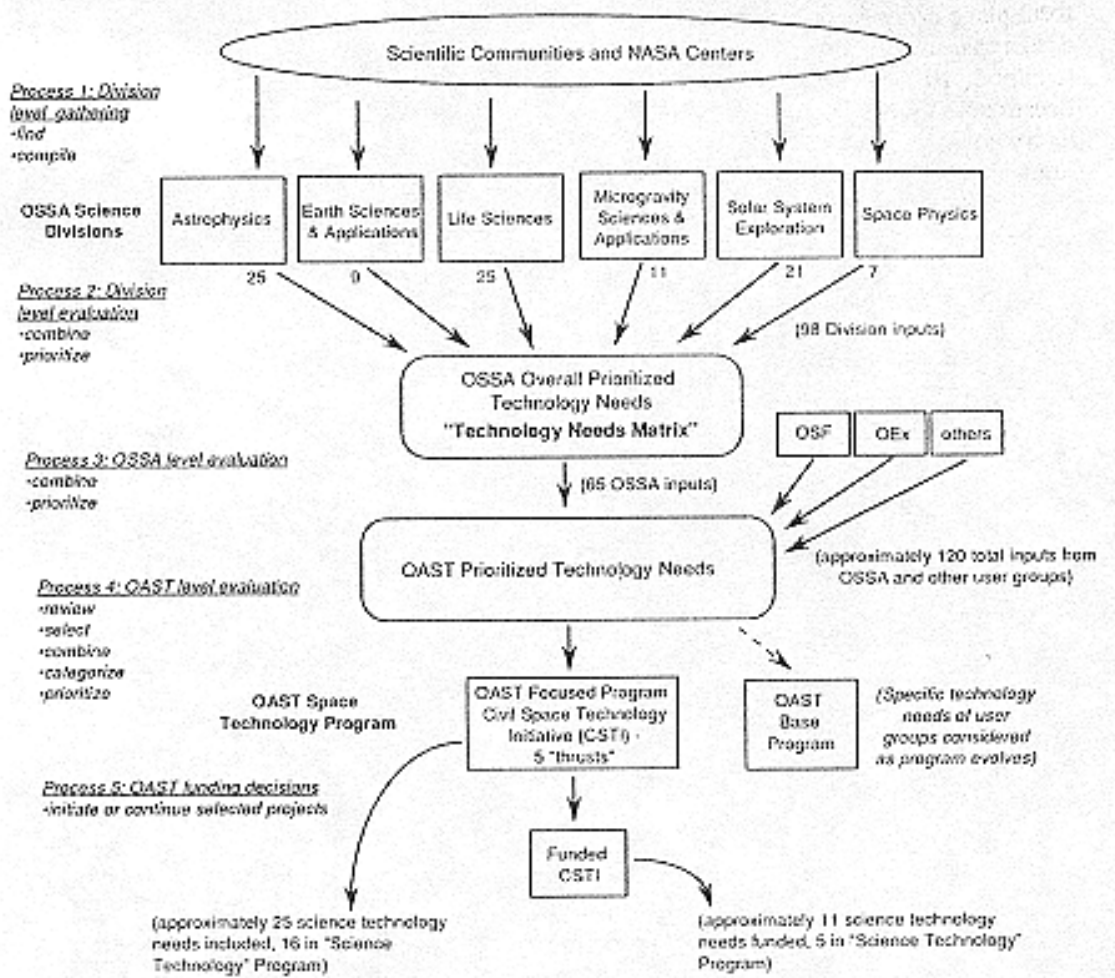 Scientific Communities and NASA Centers
Process 1: Division
level gathering
•find
•compile
OSSA Science
Divisions
Astrophysics
Earth Sciences
& Applications
Life Sciences
Microgravity
Sciences &
Applications
Solar System
Exploration
Space Physics
25
9
25
11
21
7
Process 2: Division
level evaluation
•combine
•prioritize
(98 Division inputs)
OSSA Overall Prioritized
Technology Needs
"Technology Needs Matrix"
OSF
OEx
others
Process 3: OSSA level evaluation
•combine
•prioritize
(65 OSSA inputs)
OAST Prioritized Technology Needs
(approximately 120 total inputs from
OSSA and other user groups)
Process 4: OAST level evaluation
•review
•select
•combine
•categorize
•prioritize
OAST Space
Technology Program
OAST Focused Program
Civil Space Technology
Initiative (CSTI) -
5 "thrusts"
OAST
Base
Program
(Specific technology
needs of user
groups considered
as program evolves)
Process 5: OAST funding decisions
•initiate or continue selected projects
Funded
CSTI
(approximately 25 science technology
needs included, 16 in "Science
Technology" Program)
(approximately 11 science technology
needs funded, 5 in "Science Technology"
Program)